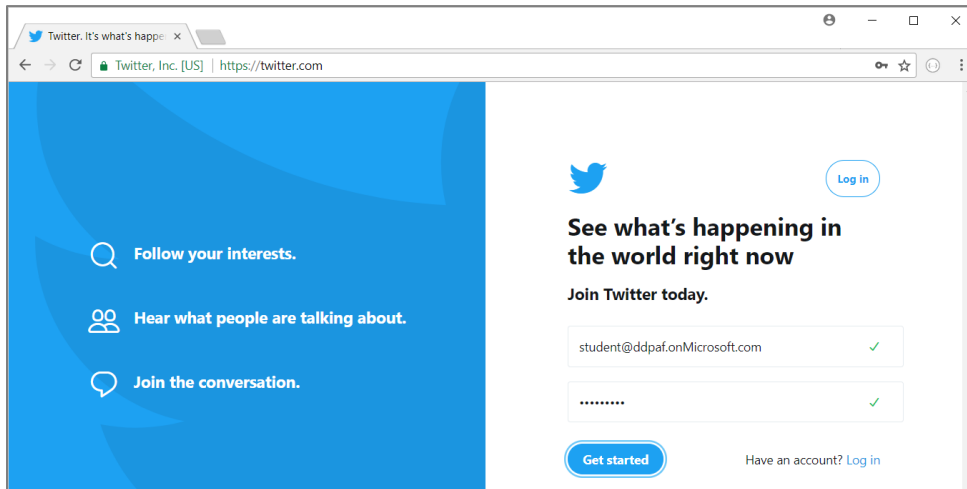 Twitter. It's what's happe
Twitter, Inc. [US] | https://twitter.com
Follow your interests.
Hear what people are talking about.
Join the conversation.
Log in
See what's happening in
the world right now
Join Twitter today.
student@ddpaf.onMicrosoft.com
•••••••••
Get started
Have an account? Log in